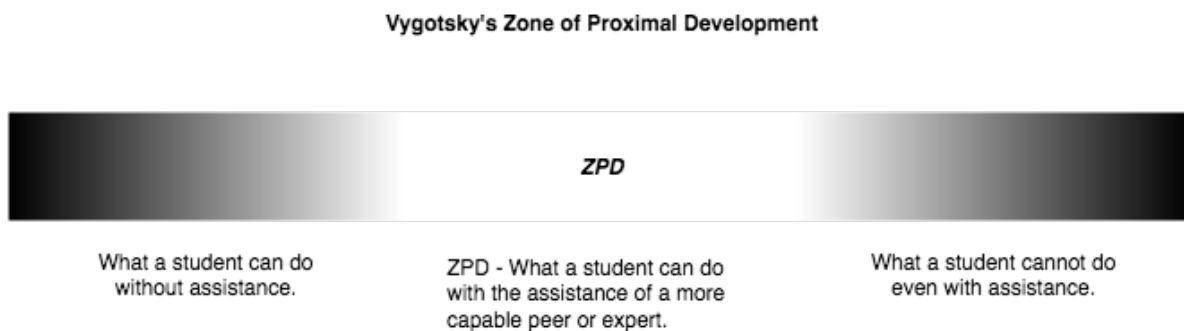 Vygotsky's Zone of Proximal Development
ZPD
What a student can do
without assistance.
ZPD - What a student can do
with the assistance of a more
capable peer or expert.
What a student cannot do
even with assistance.